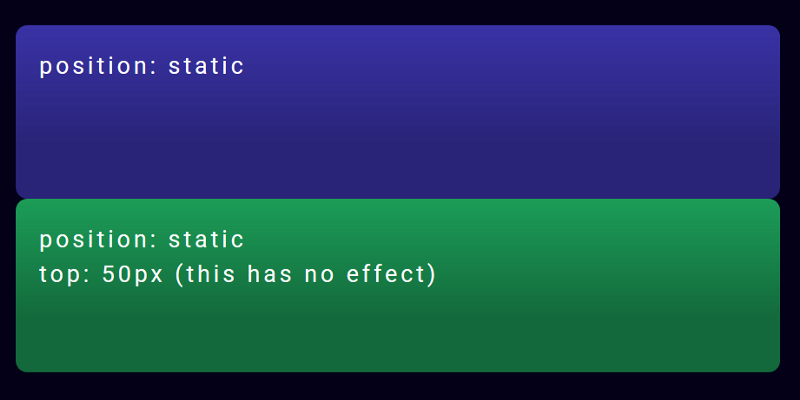 position: static
position: static
top: 50px (this has no effect)